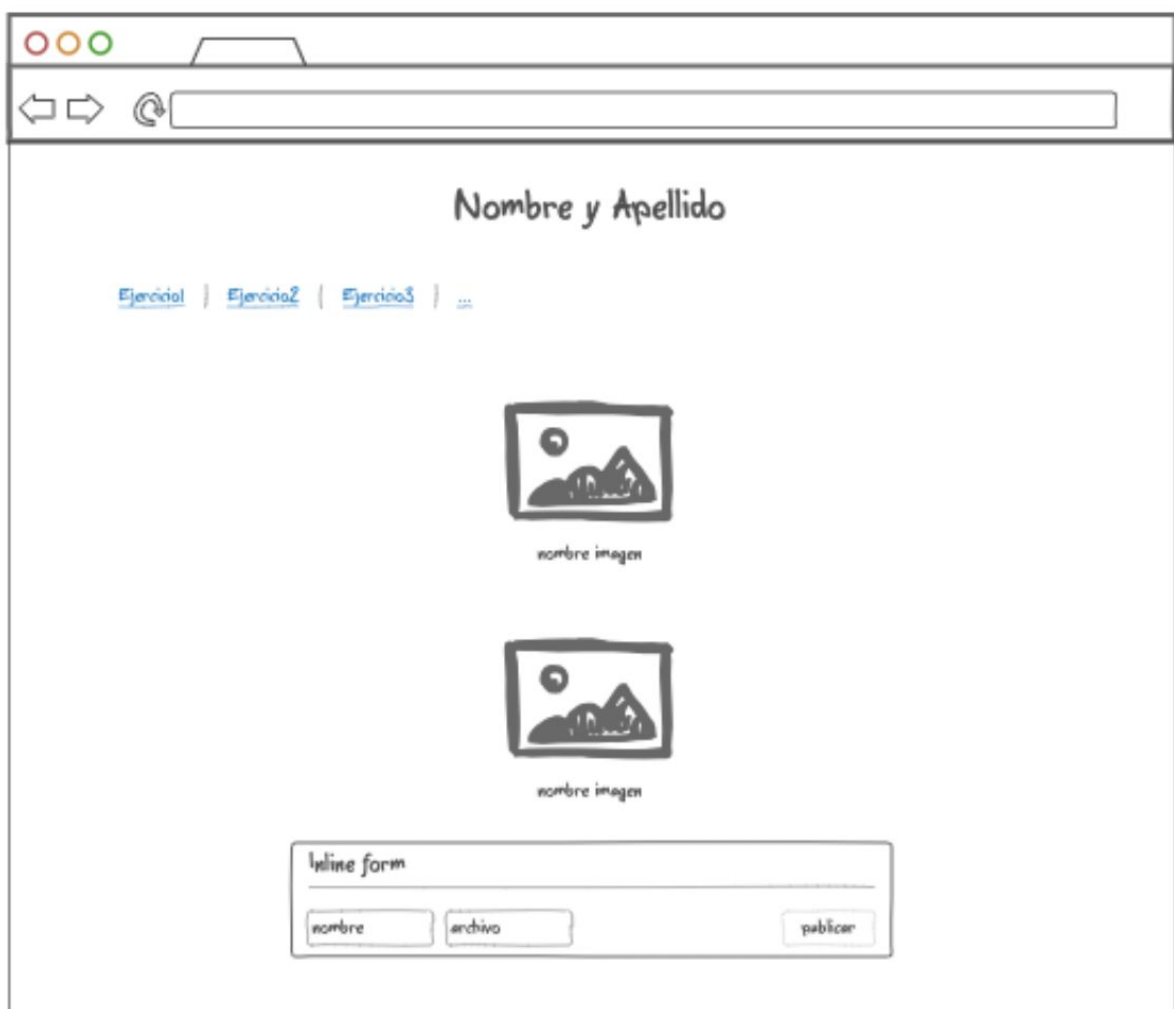 Nombre y Apellido
Ejercicio1 | Ejercicio2 | Ejercicio3 | ...
nombre imagen
nombre imagen
Inline form
nombre archivo publicar